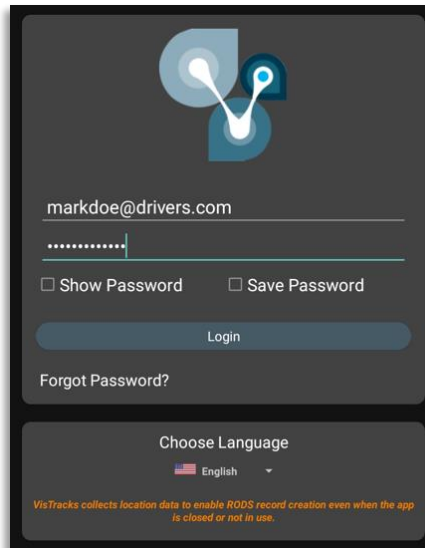 markdoe@drivers.com
•••••••••••••
Show Password
Save Password
Login
Forgot Password?
Choose Language
English
VisTracks collects location data to enable RODS record creation even when the app
is closed or not in use.